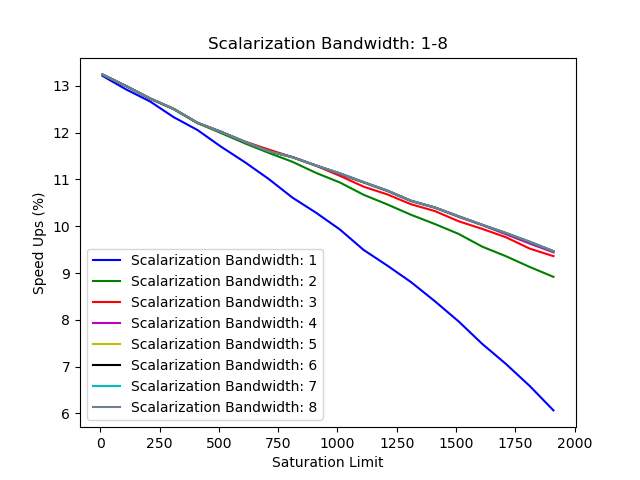 Scalarization Bandwidth: 1-8
Speed Ups (%)
13
12
11
10
9
8
7
6
Scalarization Bandwidth: 1
Scalarization Bandwidth: 2
Scalarization Bandwidth: 3
Scalarization Bandwidth: 4
Scalarization Bandwidth: 5
Scalarization Bandwidth: 6
Scalarization Bandwidth: 7
Scalarization Bandwidth: 8
0 250 500 750 1000 1250 1500 1750 2000
Saturation Limit